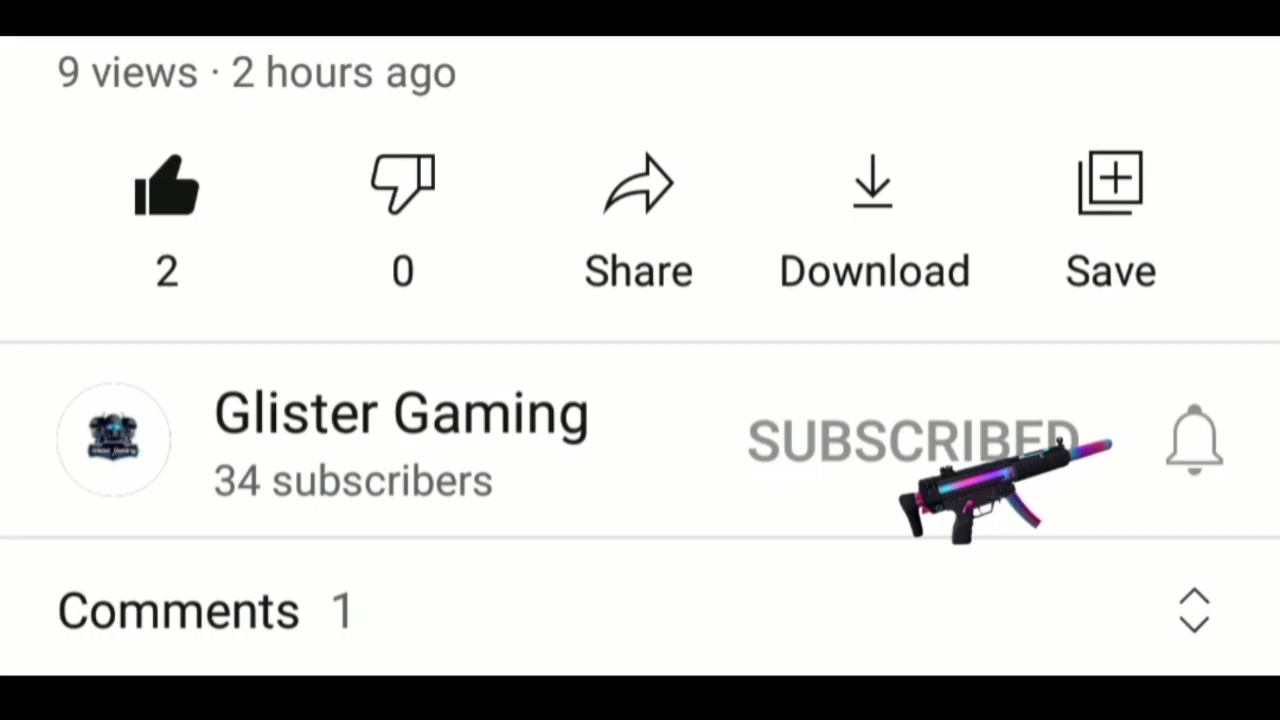 9 views · 2 hours ago
2 0 Share Download Save
Glister Gaming
SUBSCRIBED
34 subscribers
Comments 1